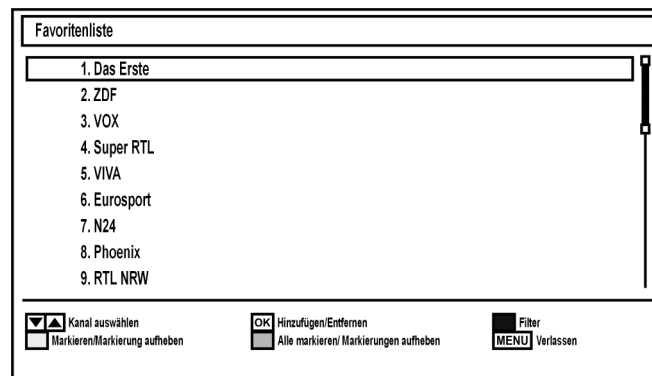 Favoritenliste
1. Das Erste
2. ZDF
3. VOX
4. Super RTL
5. VIVA
6. Eurosport
7. N24
8. Phoenix
9. RTL NRW
Kanal auswählen
OK Hinzufügen/Entfernen
Filter
Markieren/Markierung aufheben
Alle markieren/ Markierungen aufheben
MENU Verlassen